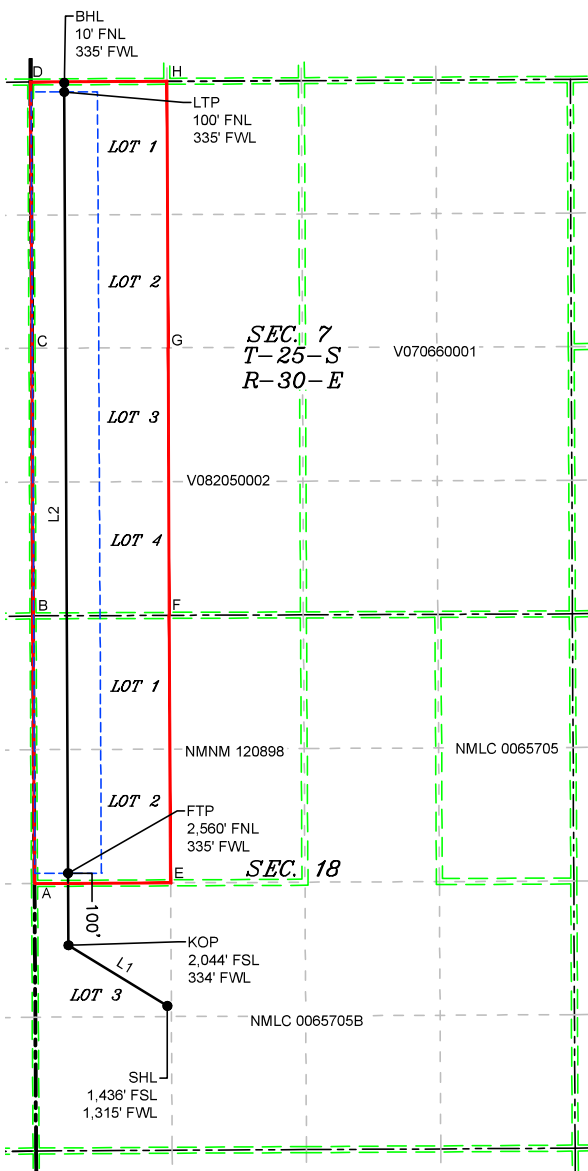 BHL
10' FNL
335' FWL
D
H
LTP
100' FNL
335' FWL
LOT 1
LOT 2
C
G
SEC. 7
T-25-S
R-30-E
V070660001
LOT 3
V082050002
L2
LOT 4
B
F
LOT 1
NMNM 120898
NMLC 0065705
LOT 2
FTP
2,560' FNL
335' FWL
SEC. 18
E
A
100'
KOP
2,044' FSL
334' FWL
L1
LOT 3
NMLC 0065705B
SHL
1,436' FSL
1,315' FWL